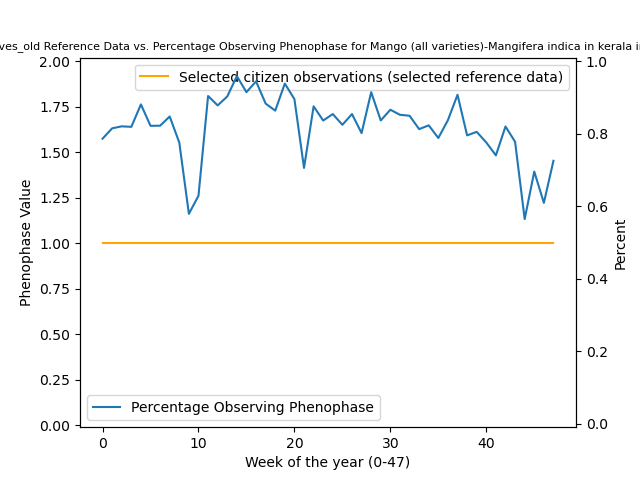 ves_old Reference Data vs. Percentage Observing Phenophase for Mango (all varieties)-Mangifera indica in kerala i
2.00
1.75
1.50
1.25
1.00
0.75
0.50
0.25
0.00
Phenophase Value
Selected citizen observations (selected reference data)
Percentage Observing Phenophase
1.0
0.8
0.6
0.4
0.2
0.0
Percent
0 10 20 30 40
Week of the year (0-47)